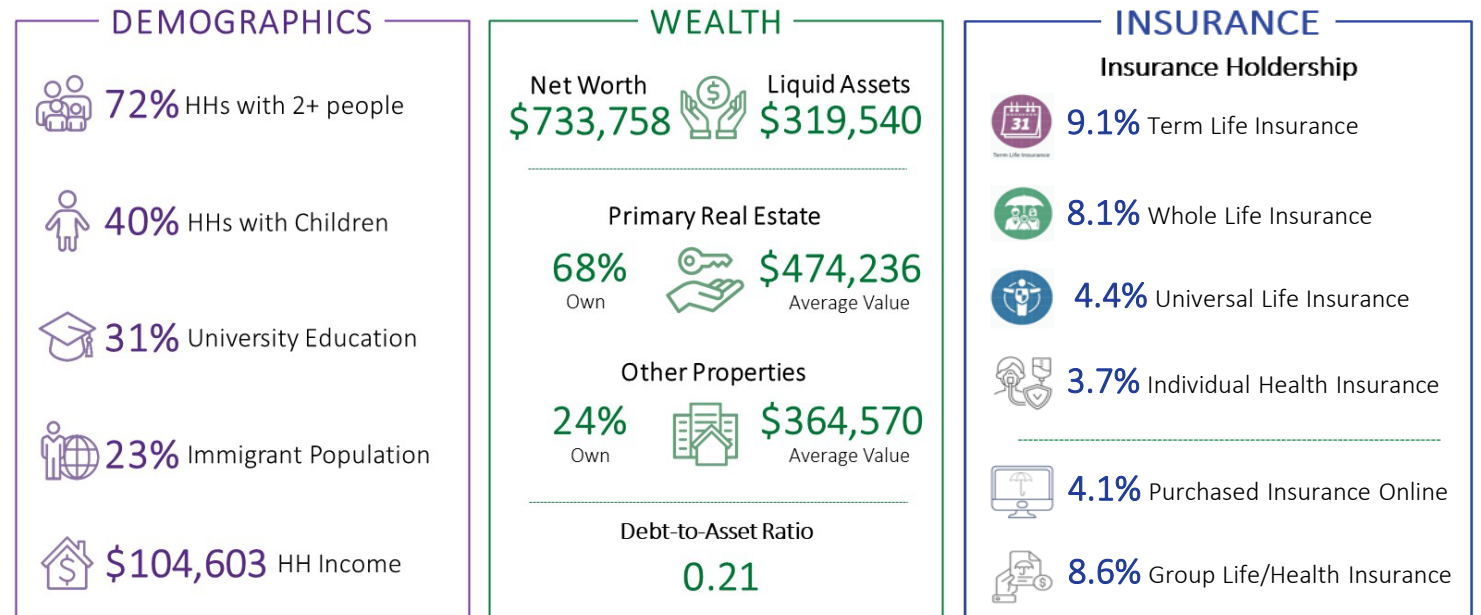 DEMOGRAPHICS
72% HHs with 2+ people
40% HHs with Children
31% University Education
23% Immigrant Population
$
$104,603 HH Income
WEALTH
Net Worth
$733,758
$
Liquid Assets
$319,540
Primary Real Estate
68%
Own
$474,236
Average Value
Other Properties
24%
Own
$364,570
Average Value
Debt-to-Asset Ratio
0.21
INSURANCE
Insurance Holdership
31
Term Life Insurance
9.1% Term Life Insurance
8.1% Whole Life Insurance
4.4% Universal Life Insurance
3.7% Individual Health Insurance
4.1% Purchased Insurance Online
$
8.6% Group Life/Health Insurance